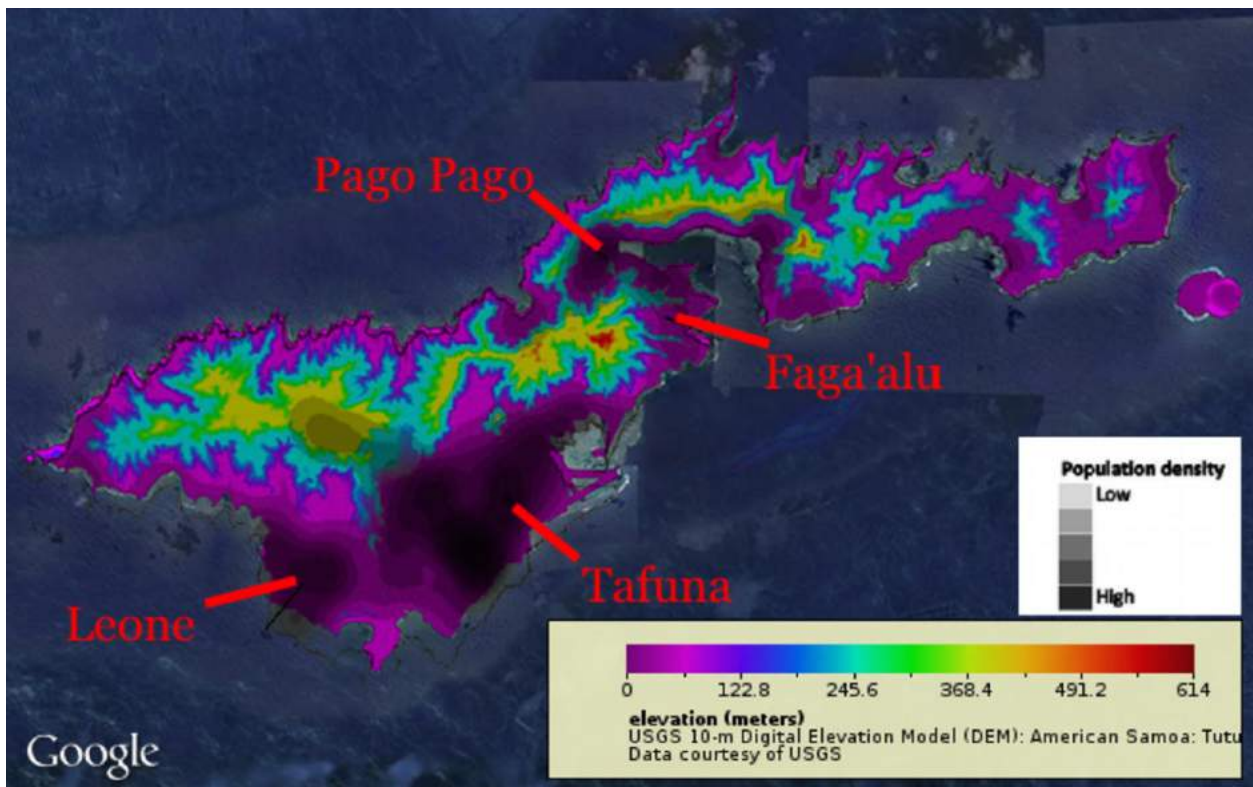 Pago Pago
Faga'alu
Tafuna
Leone
Population density
Low
High
0 122.8 245.6 368.4 491.2 614
elevation (meters)
USGS 10-m Digital Elevation Model (DEM): American Samoa: Tutu
Data courtesy of USGS
Google